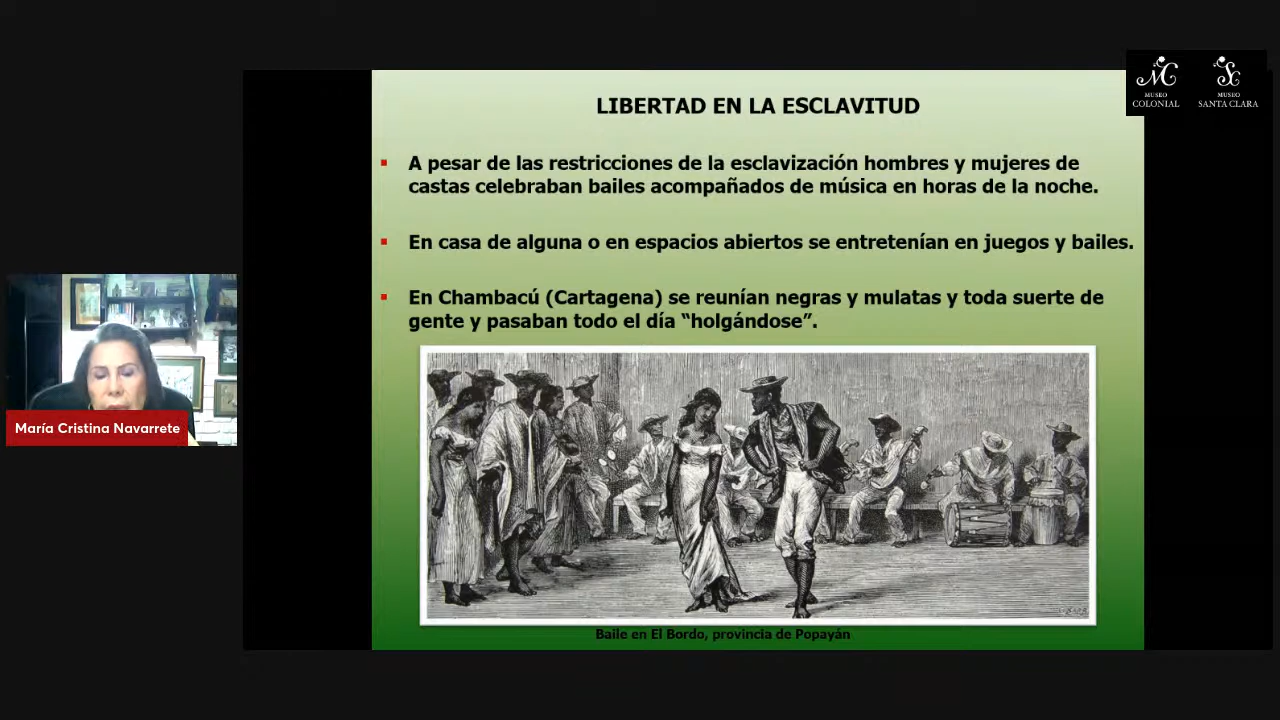 MUSEO
COLONIAL
MUSEO
SANTA CLARA
LIBERTAD EN LA ESCLAVITUD
▪ A pesar de las restricciones de la esclavización hombres y mujeres de
castas celebraban bailes acompañados de música en horas de la noche.
▪ En casa de alguna o en espacios abiertos se entretenían en juegos y bailes.
▪ En Chambacú (Cartagena) se reunían negras y mulatas y toda suerte de
gente y pasaban todo el día “holgándose”.
Baile en El Bordo, provincia de Popayán
María Cristina Navarrete